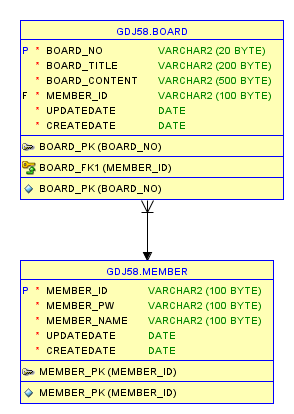 GDJ58.BOARD
P * BOARD_NO VARCHAR2 (20 BYTE)
* BOARD_TITLE VARCHAR2 (200 BYTE)
* BOARD_CONTENT VARCHAR2 (500 BYTE)
F * MEMBER_ID VARCHAR2 (100 BYTE)
* UPDATEDATE DATE
* CREATEDATE DATE
BOARD_PK (BOARD_NO)
BOARD_FK1 (MEMBER_ID)
BOARD_PK (BOARD_NO)
GDJ58.MEMBER
P * MEMBER_ID VARCHAR2 (100 BYTE)
* MEMBER_PW VARCHAR2 (100 BYTE)
* MEMBER_NAME VARCHAR2 (100 BYTE)
* UPDATEDATE DATE
* CREATEDATE DATE
MEMBER_PK (MEMBER_ID)
MEMBER_PK (MEMBER_ID)